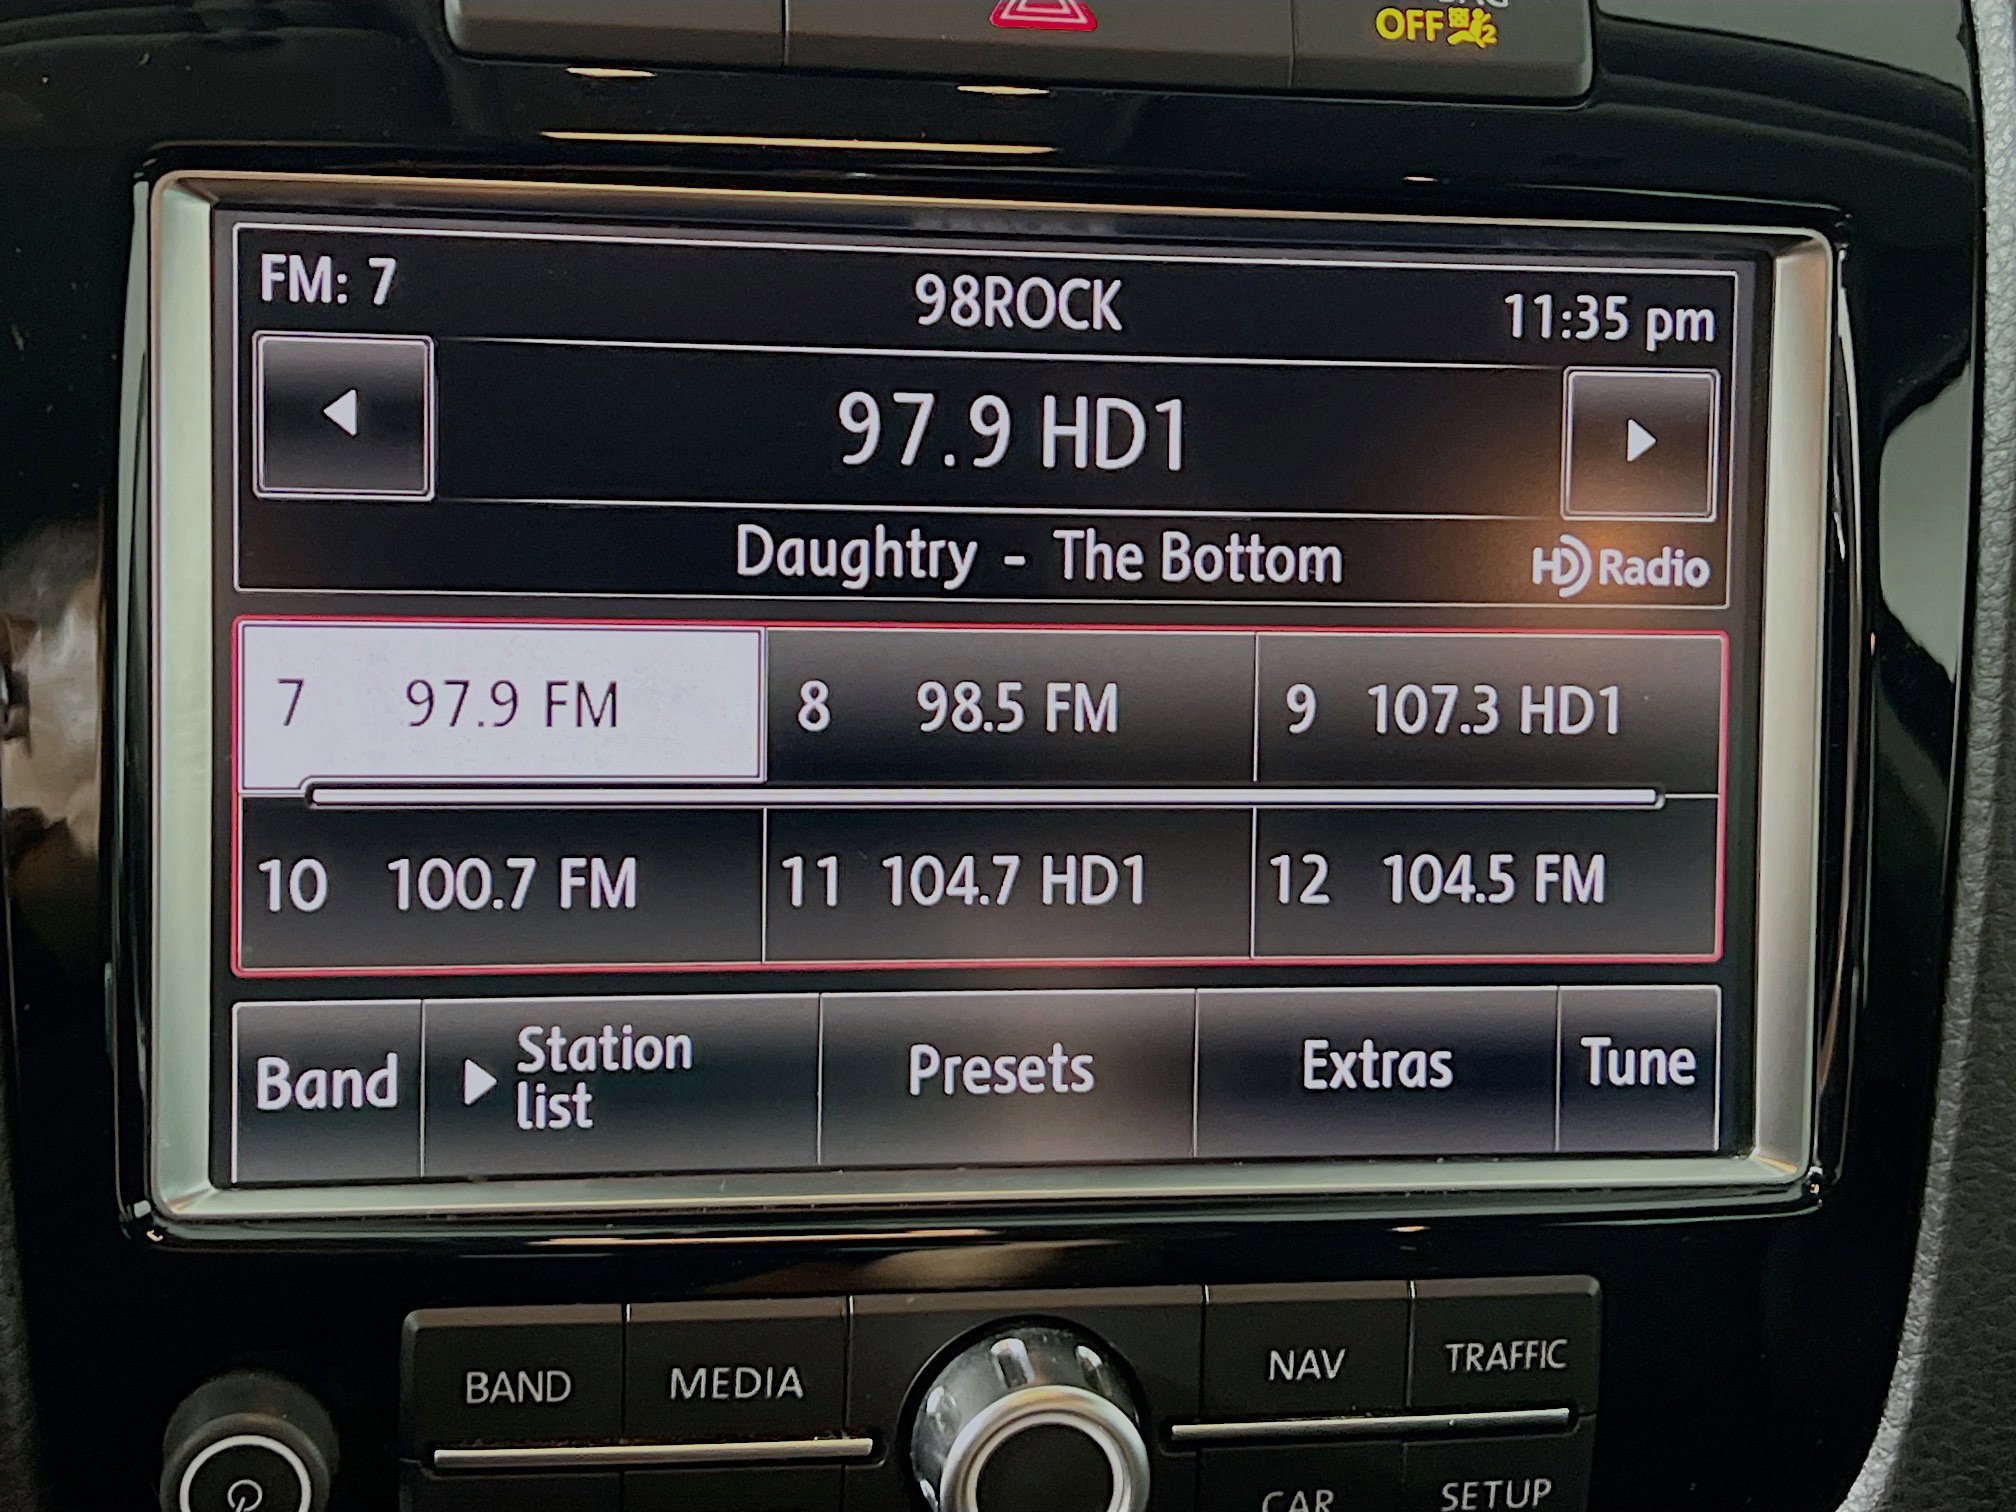 OFF
FM: 7 98ROCK 11:35 pm
97.9 HD1
Daughtry - The Bottom HD Radio
7 97.9 FM 8 98.5 FM 9 107.3 HD1
10 100.7 FM 11 104.7 HD1 12 104.5 FM
Band Station list Presets Extras Tune
BAND MEDIA NAV TRAFFIC
CAR SETUP